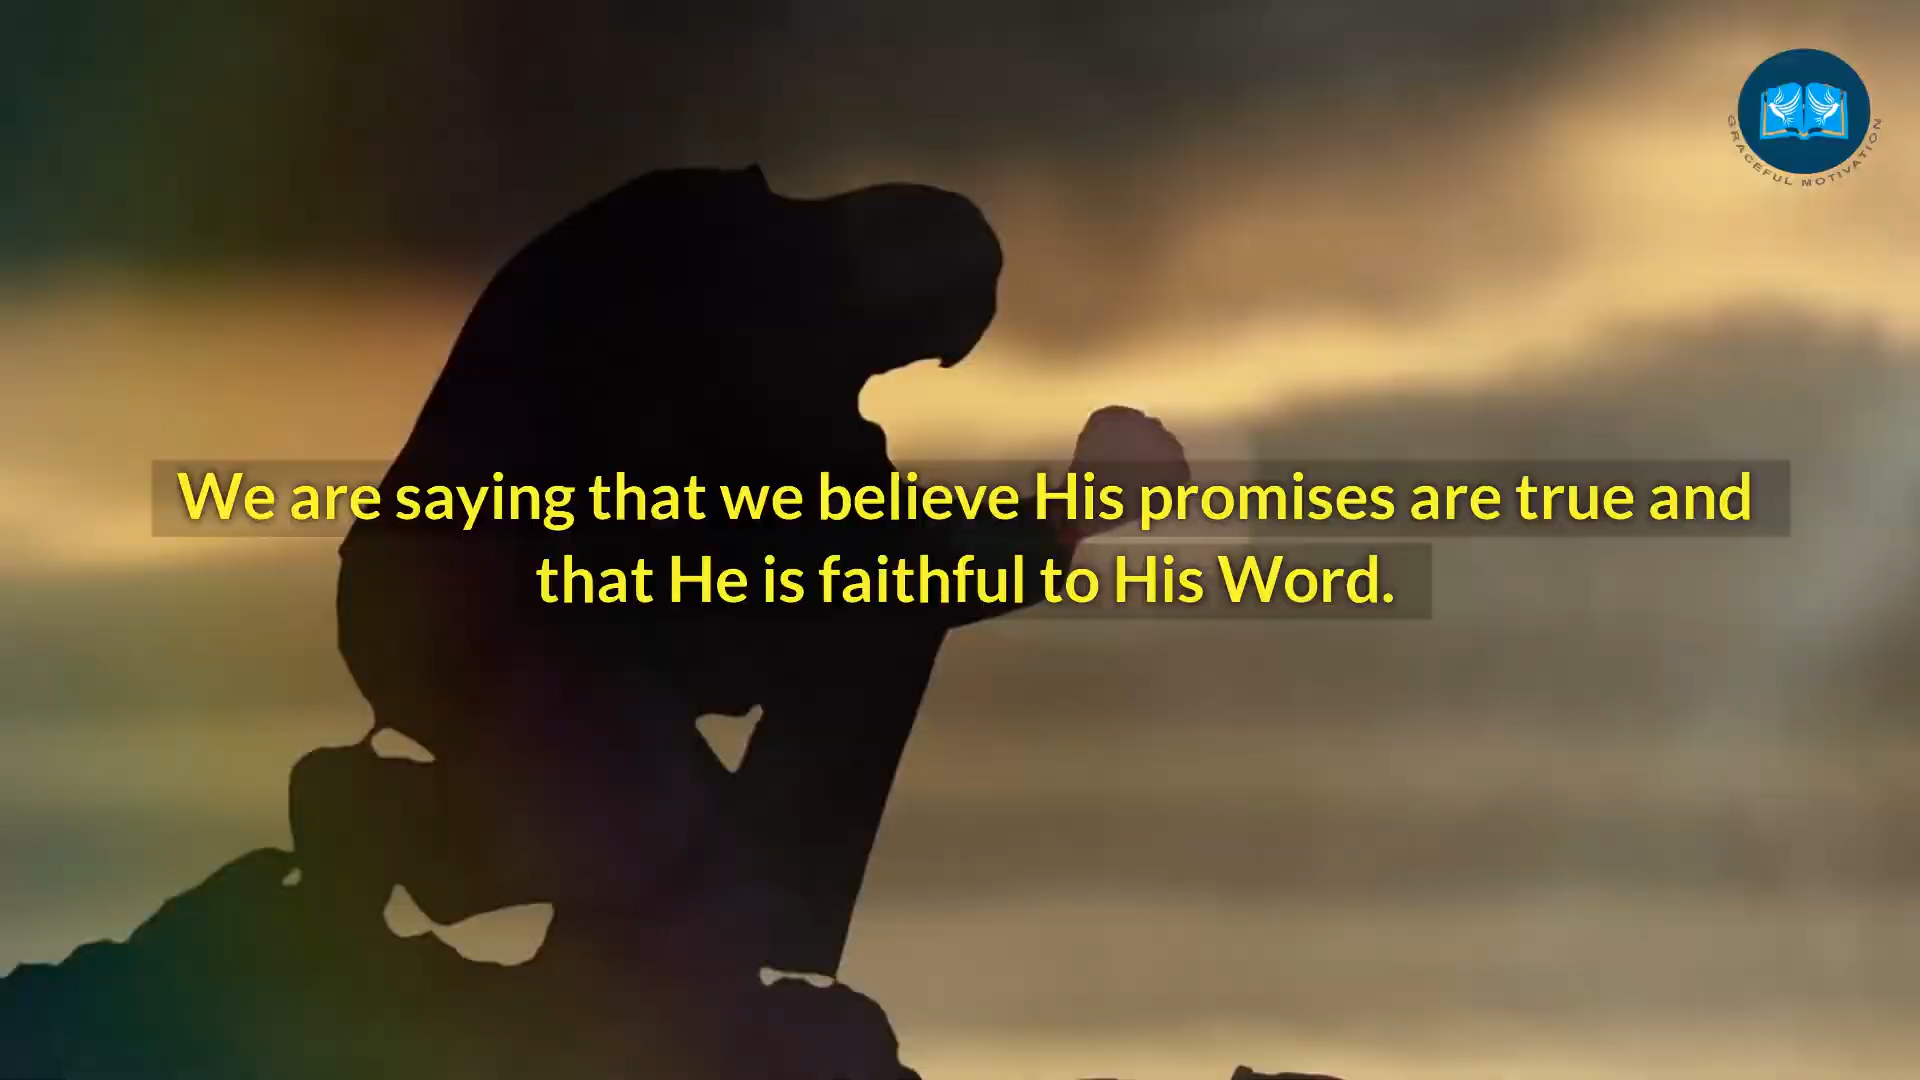 GRACEFUL MOTIVATION
We are saying that we believe His promises are true and
that He is faithful to His Word.